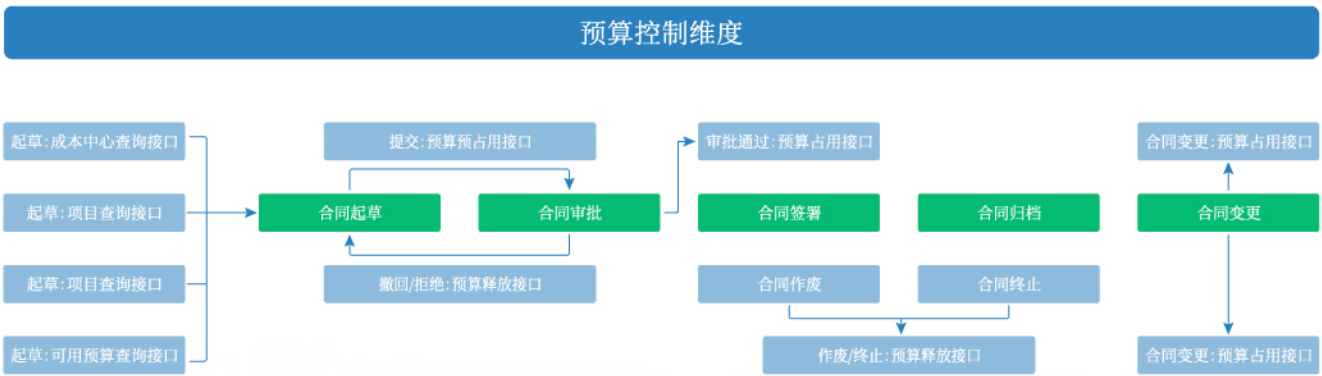 预算控制维度
起草:成本中心查询接口
提交:预算预占用接口
审批通过:预算占用接口
合同变更:预算占用接口
起草:项目查询接口
合同起草
合同审批
合同签署
合同归档
合同变更
起草:项目查询接口
撤回/拒绝:预算释放接口
合同作废
合同终止
起草:可用预算查询接口
作废/终止:预算释放接口
合同变更:预算占用接口